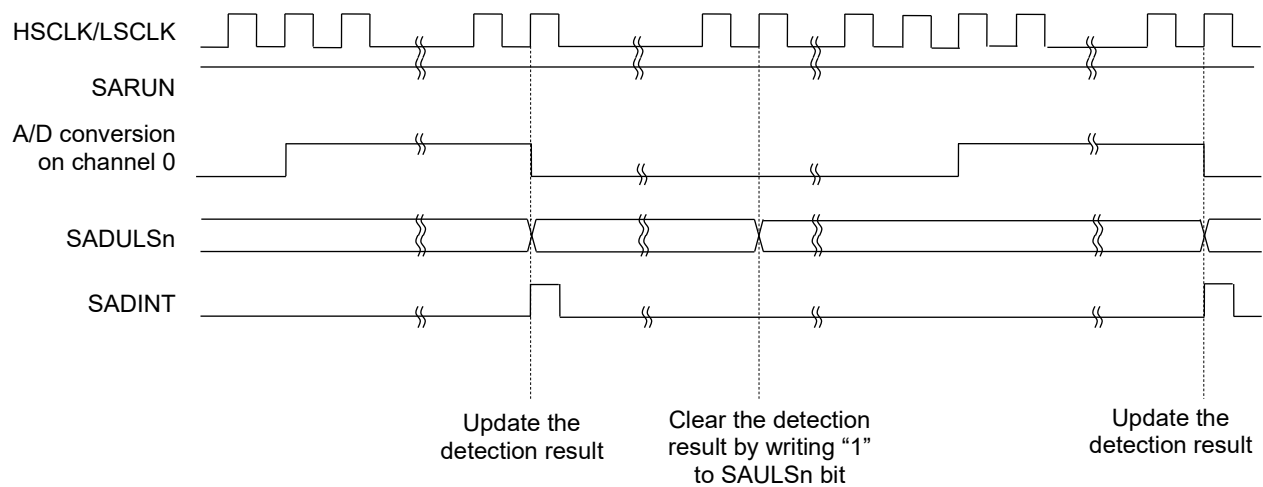 HSCLK/LSCLK
SARUN
A/D conversion
on channel 0
SADULSn
SADINT
Update the
detection result
Clear the detection
result by writing “1”
to SAULSn bit
Update the
detection result